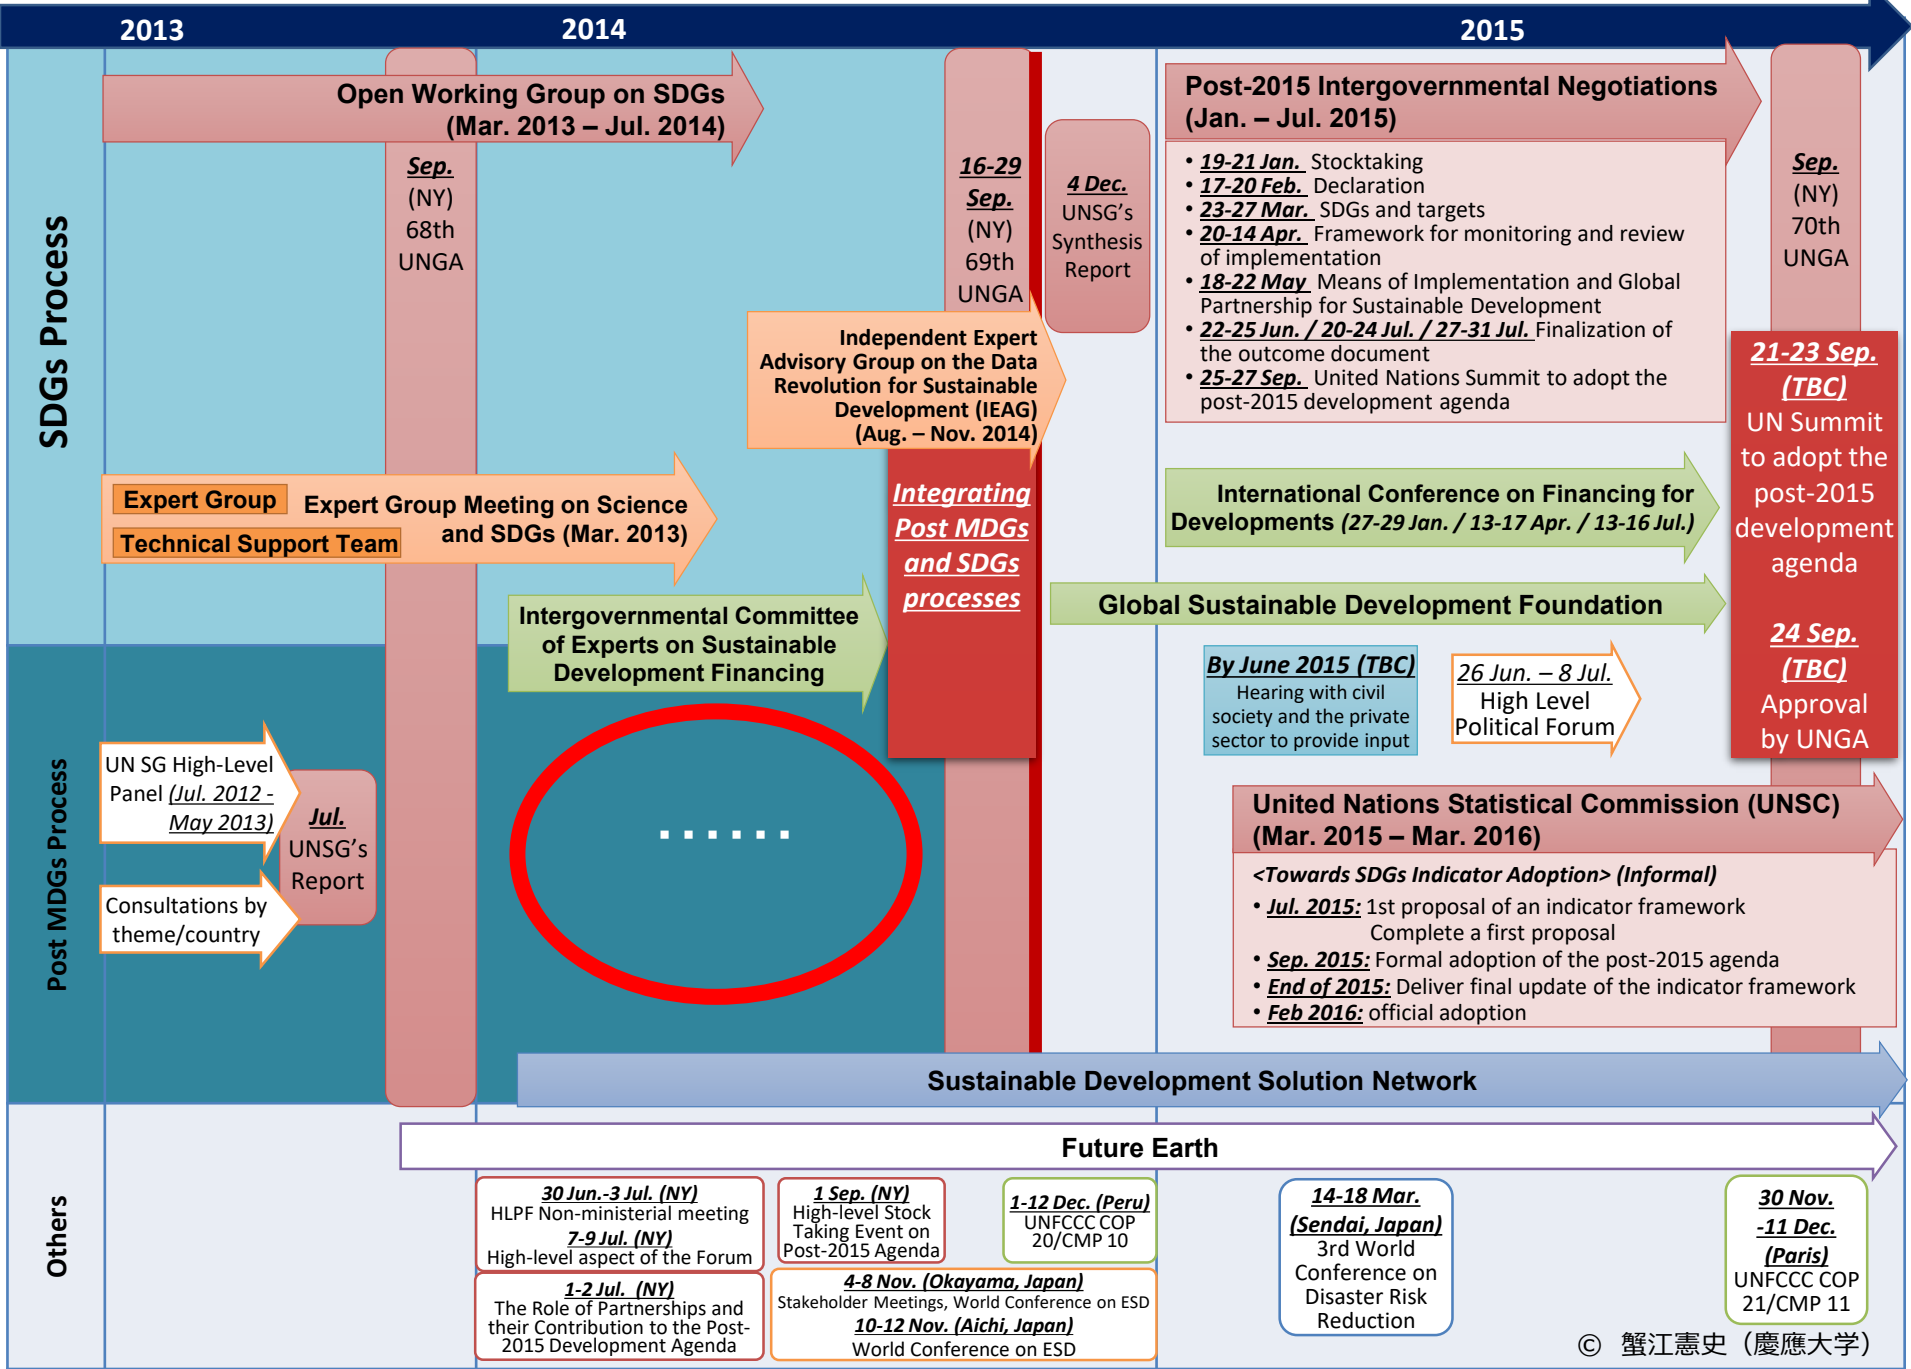 2013
2014
2015
SDGs Process
Open Working Group on SDGs
(Mar. 2013 – Jul. 2014)
Sep.
(NY)
68th
UNGA
16-29
Sep.
(NY)
69th
UNGA
4 Dec.
UNSG's
Synthesis
Report
Post-2015 Intergovernmental Negotiations
(Jan. – Jul. 2015)
• 19-21 Jan. Stocktaking
• 17-20 Feb. Declaration
• 23-27 Mar. SDGs and targets
• 20-14 Apr. Framework for monitoring and review
of implementation
• 18-22 May Means of Implementation and Global
Partnership for Sustainable Development
• 22-25 Jun. / 20-24 Jul. / 27-31 Jul. Finalization of
the outcome document
• 25-27 Sep. United Nations Summit to adopt the
post-2015 development agenda
Sep.
(NY)
70th
UNGA
Independent Expert
Advisory Group on the Data
Revolution for Sustainable
Development (IEAG)
(Aug. – Nov. 2014)
Expert Group
Technical Support Team
Expert Group Meeting on Science
and SDGs (Mar. 2013)
Integrating
Post MDGs
and SDGs
processes
International Conference on Financing for
Developments (27-29 Jan. / 13-17 Apr. / 13-16 Jul.)
21-23 Sep.
(TBC)
UN Summit
to adopt the
post-2015
development
agenda
24 Sep.
(TBC)
Approval
by UNGA
Intergovernmental Committee
of Experts on Sustainable
Development Financing
Global Sustainable Development Foundation
By June 2015 (TBC)
Hearing with civil
society and the private
sector to provide input
26 Jun. – 8 Jul.
High Level
Political Forum
Post MDGs Process
UN SG High-Level
Panel (Jul. 2012 -
May 2013)
Jul.
UNSG's
Report
Consultations by
theme/country
......
United Nations Statistical Commission (UNSC)
(Mar. 2015 – Mar. 2016)
<Towards SDGs Indicator Adoption> (Informal)
• Jul. 2015: 1st proposal of an indicator framework
Complete a first proposal
• Sep. 2015: Formal adoption of the post-2015 agenda
• End of 2015: Deliver final update of the indicator framework
• Feb 2016: official adoption
Sustainable Development Solution Network
Others
Future Earth
30 Jun.-3 Jul. (NY)
HLPF Non-ministerial meeting
7-9 Jul. (NY)
High-level aspect of the Forum
1-2 Jul. (NY)
The Role of Partnerships and
their Contribution to the Post-
2015 Development Agenda
1 Sep. (NY)
High-level Stock
Taking Event on
Post-2015 Agenda
1-12 Dec. (Peru)
UNFCCC COP
20/CMP 10
4-8 Nov. (Okayama, Japan)
Stakeholder Meetings, World Conference on ESD
10-12 Nov. (Aichi, Japan)
World Conference on ESD
14-18 Mar.
(Sendai, Japan)
3rd World
Conference on
Disaster Risk
Reduction
30 Nov.
-11 Dec.
(Paris)
UNFCCC COP
21/CMP 11
© 蟹江憲史（慶應大学）